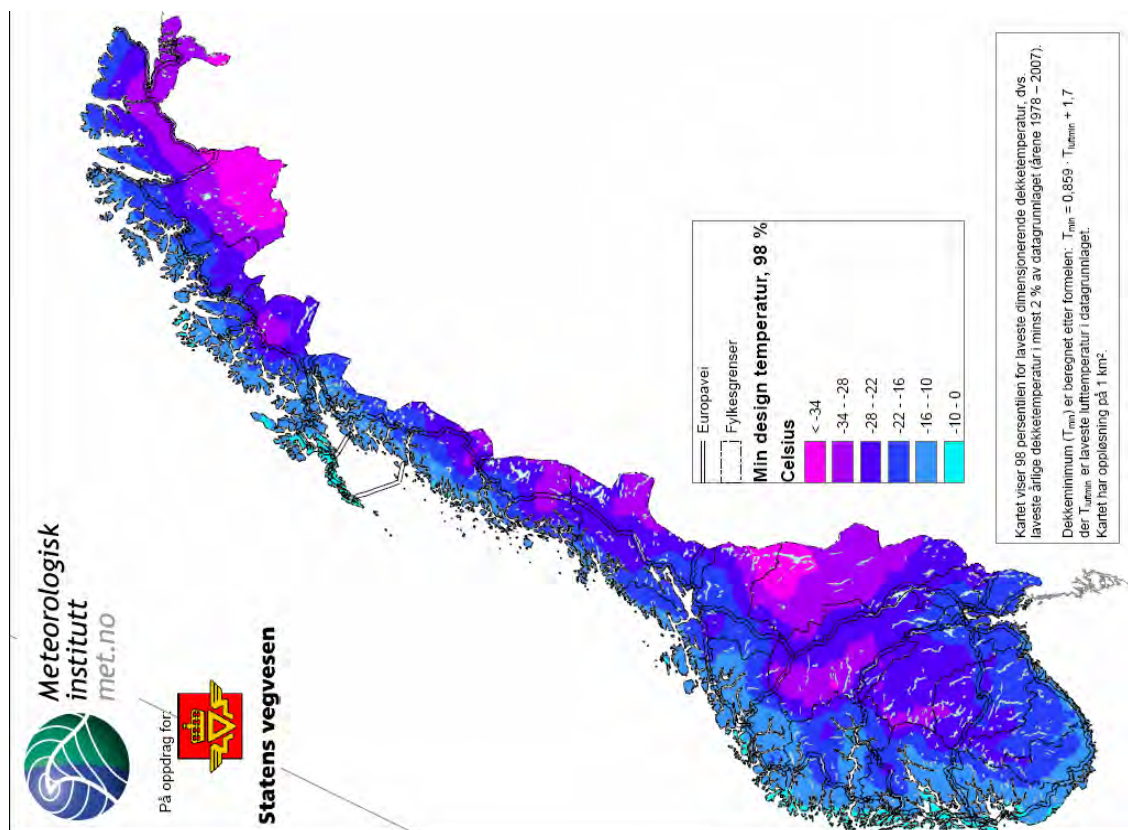 Meteorologisk
institutt
met.no
På oppdrag for:
Statens vegvesen
Europavei
Fylkesgrenser
Min design temperatur, 98 %
Celsius
< -34
-34 - -28
-28 - -22
-22 - -16
-16 - -10
-10 - 0
Kartet viser 98 persentilen for laveste dimensjonerende dekketemperatur, dvs.
laveste årlige dekketemperatur i minst 2 % av datagrunnlaget (årene 1978 – 2007).
Dekkeminimum (Tmin) er beregnet etter formelen: Tmin = 0,859 · Tluftmin + 1,7
der Tluftmin er laveste lufttemperatur i datagrunnlaget.
Kartet har oppløsning på 1 km².